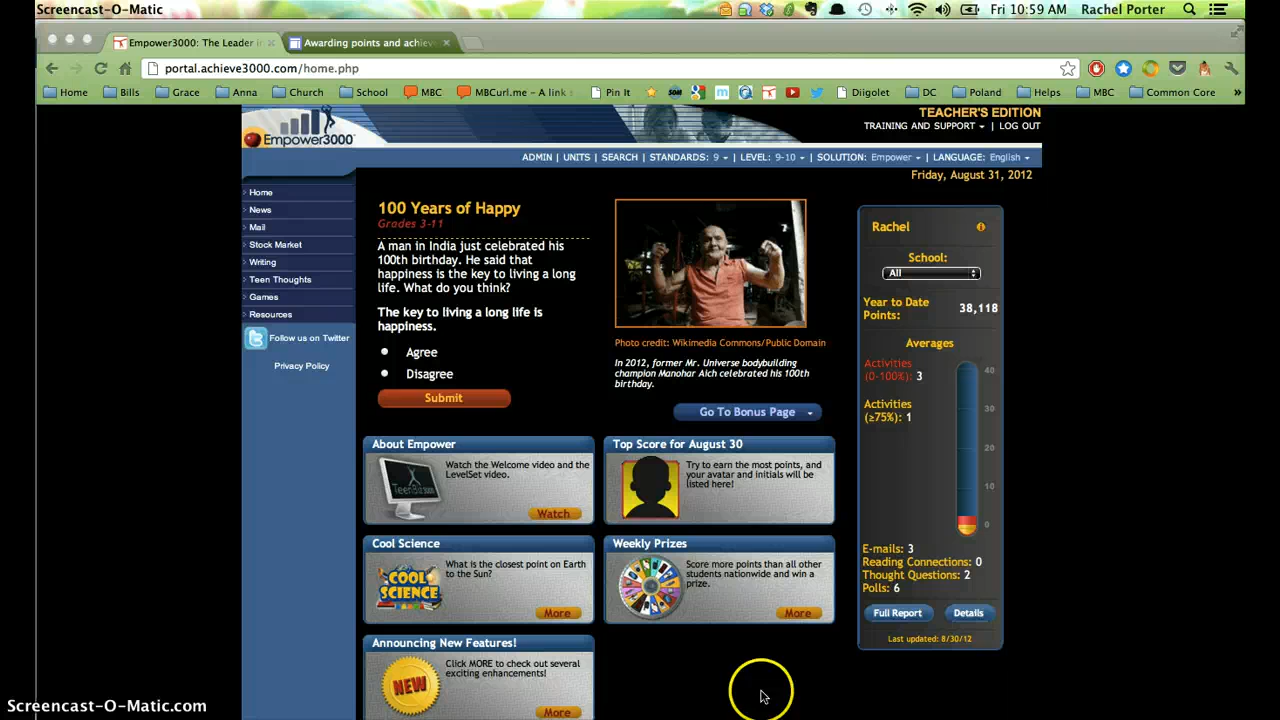 Screencast-O-Matic
Fri 10:59 AM Rachel Porter
Empower3000: The Leader in
Awarding points and achieve
portal.achieve3000.com/home.php
Home Bills Grace Anna Church School MBC MBCurl.me - A link Pin It Diigolet DC Poland Helps MBC Common Core »
Empower3000
TEACHER'S EDITION
TRAINING AND SUPPORT | LOG OUT
ADMIN | UNITS | SEARCH | STANDARDS: 9 | LEVEL: 9-10 | SOLUTION: Empower | LANGUAGE: English
Friday, August 31, 2012
Home
News
Mail
Stock Market
Writing
Teen Thoughts
Games
Resources
Follow us on Twitter
Privacy Policy
100 Years of Happy
Grades 3-11
A man in India just celebrated his
100th birthday. He said that
happiness is the key to living a long
life. What do you think?
The key to living a long life is
happiness.
Agree
Disagree
Submit
Photo credit: Wikimedia Commons/Public Domain
In 2012, former Mr. Universe bodybuilding
champion Manohar Aich celebrated his 100th
birthday.
Go To Bonus Page
About Empower
Watch the Welcome video and the
LevelSet video.
Watch
Top Score for August 30
Try to earn the most points, and
your avatar and initials will be
listed here!
Cool Science
COOL
SCIENCE
What is the closest point on Earth
to the Sun?
More
Weekly Prizes
Score more points than all other
students nationwide and win a
prize.
More
Announcing New Features!
NEW
Click MORE to check out several
exciting enhancements!
More
Rachel
School:
All
Year to Date
Points: 38,118
Averages
Activities
(0-100%): 3
Activities
(≥75%): 1
40
30
20
10
0
E-mails: 3
Reading Connections: 0
Thought Questions: 2
Polls: 6
Full Report
Details
Last updated: 8/30/12
Screencast-O-Matic.com